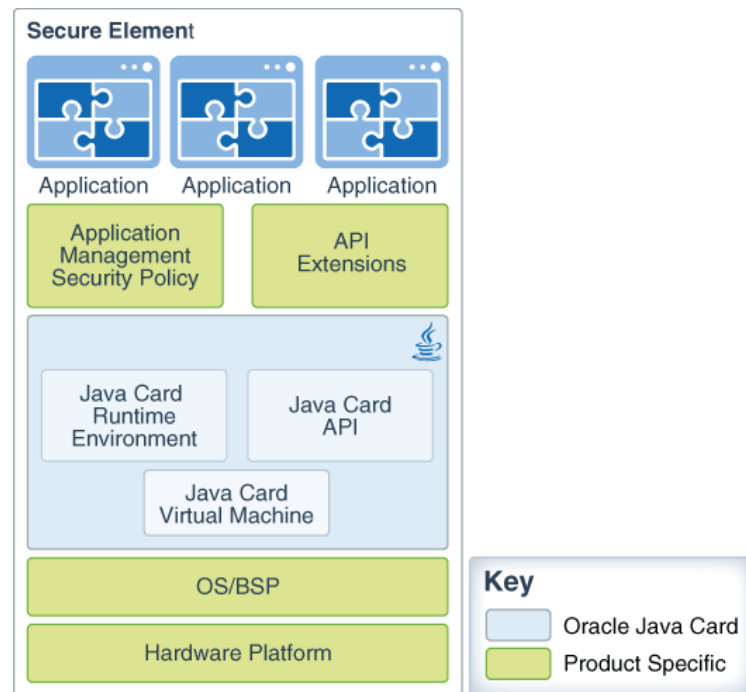 Secure Element
Application
Application
Application
Application
Management
Security Policy
API
Extensions
Java Card
Runtime
Environment
Java Card
API
Java Card
Virtual Machine
OS/BSP
Hardware Platform
Key
Oracle Java Card
Product Specific